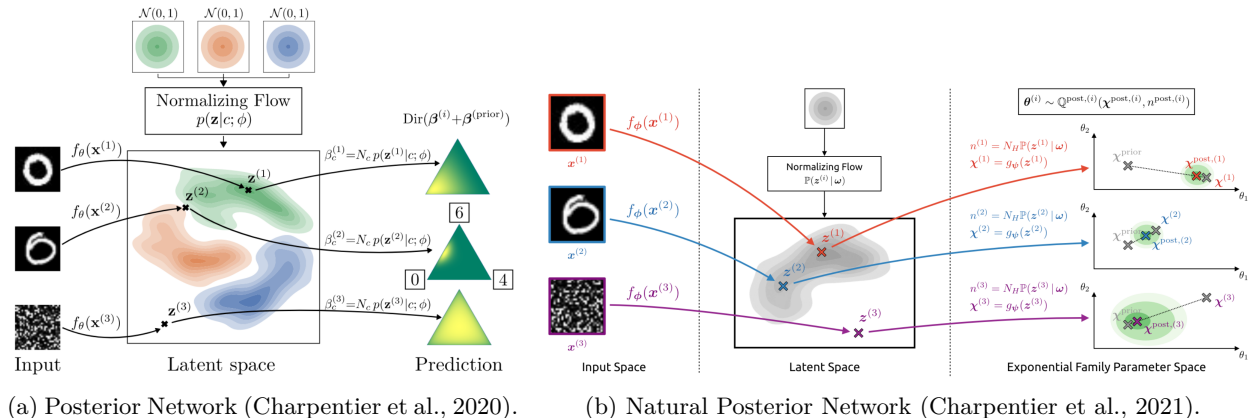 𝒩(0,1) 𝒩(0,1) 𝒩(0,1)
Normalizing Flow
p(z|c; ϕ)
Dir(β^(i)+β^(prior))
f_θ(x^(1))
z^(1)
β_c^(1)=N_c p(z^(1)|c; ϕ)
f_θ(x^(2))
z^(2)
β_c^(2)=N_c p(z^(2)|c; ϕ)
6
0
4
f_θ(x^(3))
z^(3)
β_c^(3)=N_c p(z^(3)|c; ϕ)
Input
Latent space
Prediction
(a) Posterior Network (Charpentier et al., 2020).
f_ϕ(x^(1))
x^(1)
f_ϕ(x^(2))
x^(2)
f_ϕ(x^(3))
x^(3)
Input Space
Normalizing Flow
ℙ(z^(i) | ω)
z^(1)
z^(2)
z^(3)
Latent Space
θ^(i) ∼ ℚ^post,(i)(χ^post,(i), n^post,(i))
n^(1) = N_H ℙ(z^(1) | ω)
χ^(1) = g_ψ(z^(1))
θ_2
χ^prior
χ^post,(1)
χ^(1)
θ_1
n^(2) = N_H ℙ(z^(2) | ω)
χ^(2) = g_ψ(z^(2))
θ_2
χ^(2)
χ^prior
χ^post,(2)
θ_1
n^(3) = N_H ℙ(z^(3) | ω)
χ^(3) = g_ψ(z^(3))
θ_2
χ^(3)
χ^prior
χ^post,(3)
θ_1
Exponential Family Parameter Space
(b) Natural Posterior Network (Charpentier et al., 2021).